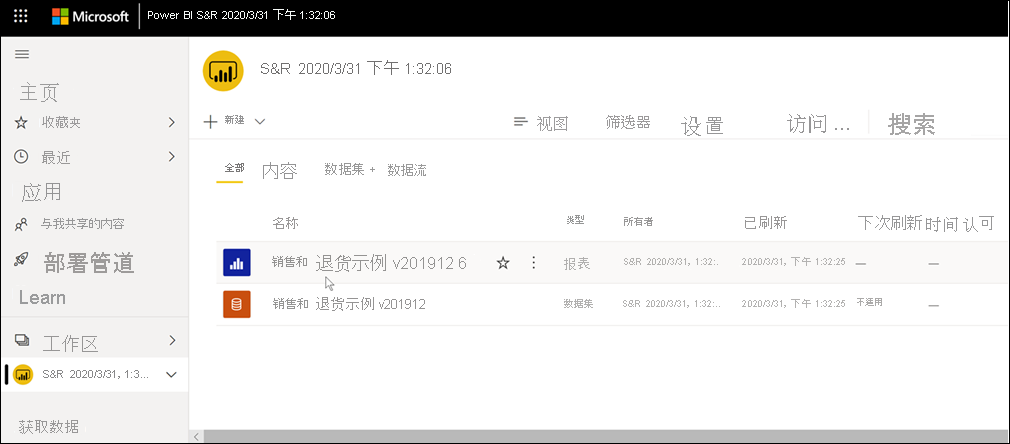 Microsoft Power BI S&R 2020/3/31 下午 1:32:06
S&R 2020/3/31 下午 1:32:06
主页
收藏夹
最近
应用
与我共享的内容
部署管道
Learn
工作区
S&R 2020/3/31, 1:3...
获取数据
新建 视图 筛选器 设置 访问 ... 搜索
全部 内容 数据集 + 数据流
名称 类型 所有者 已刷新 下次刷新时间 认可
销售和 退货示例 v201912 6 报表 S&R 2020/3/31, 1:32:.. 2020/3/31, 下午 1:32:25 — —
销售和 退货示例 v201912 数据集 S&R 2020/3/31, 1:32:.. 2020/3/31, 下午 1:32:25 不适用 —